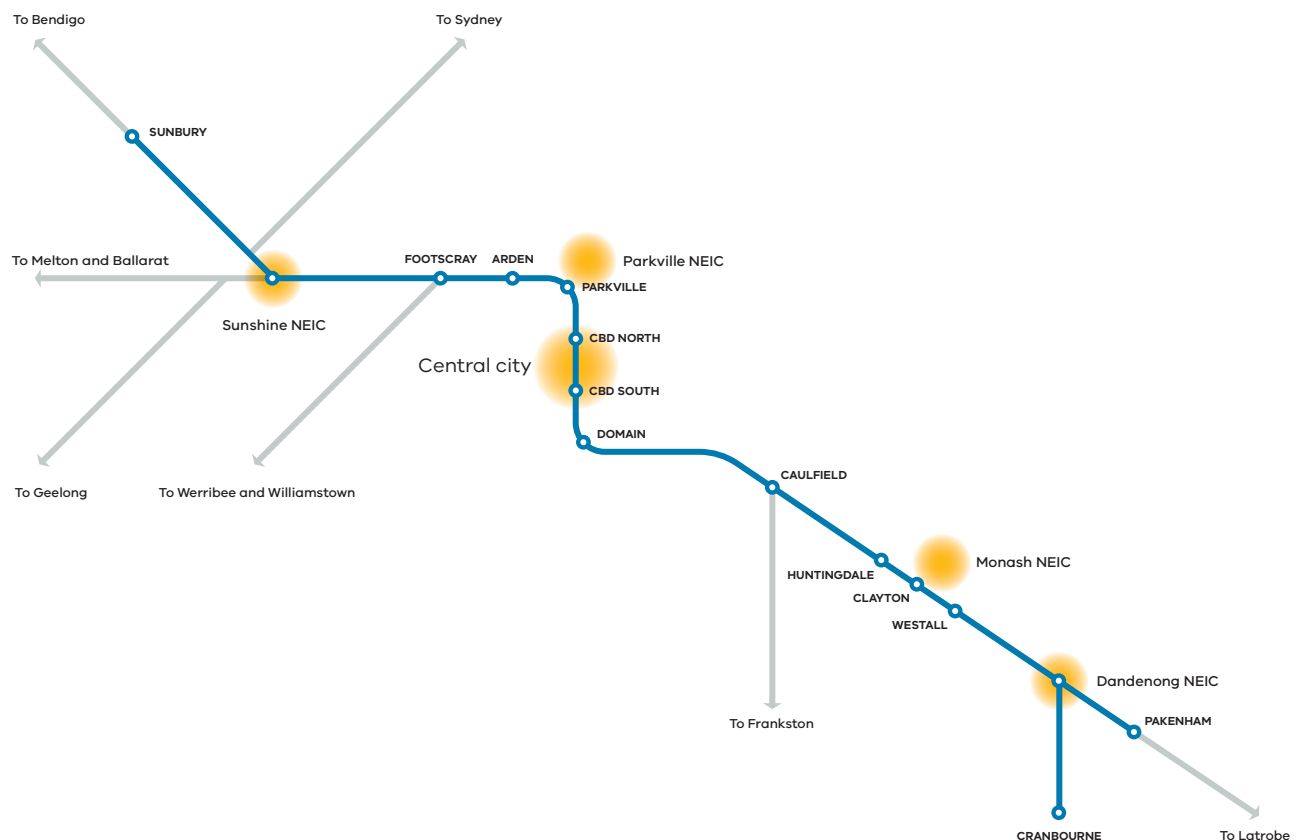 To Bendigo
To Sydney
SUNBURY
To Melton and Ballarat
FOOTSCRAY
ARDEN
Parkville NEIC
PARKVILLE
Sunshine NEIC
CBD NORTH
Central city
CBD SOUTH
DOMAIN
CAULFIELD
To Geelong
To Werribee and Williamstown
Monash NEIC
HUNTINGDALE
CLAYTON
WESTALL
Dandenong NEIC
To Frankston
PAKENHAM
CRANBOURNE
To Latrobe